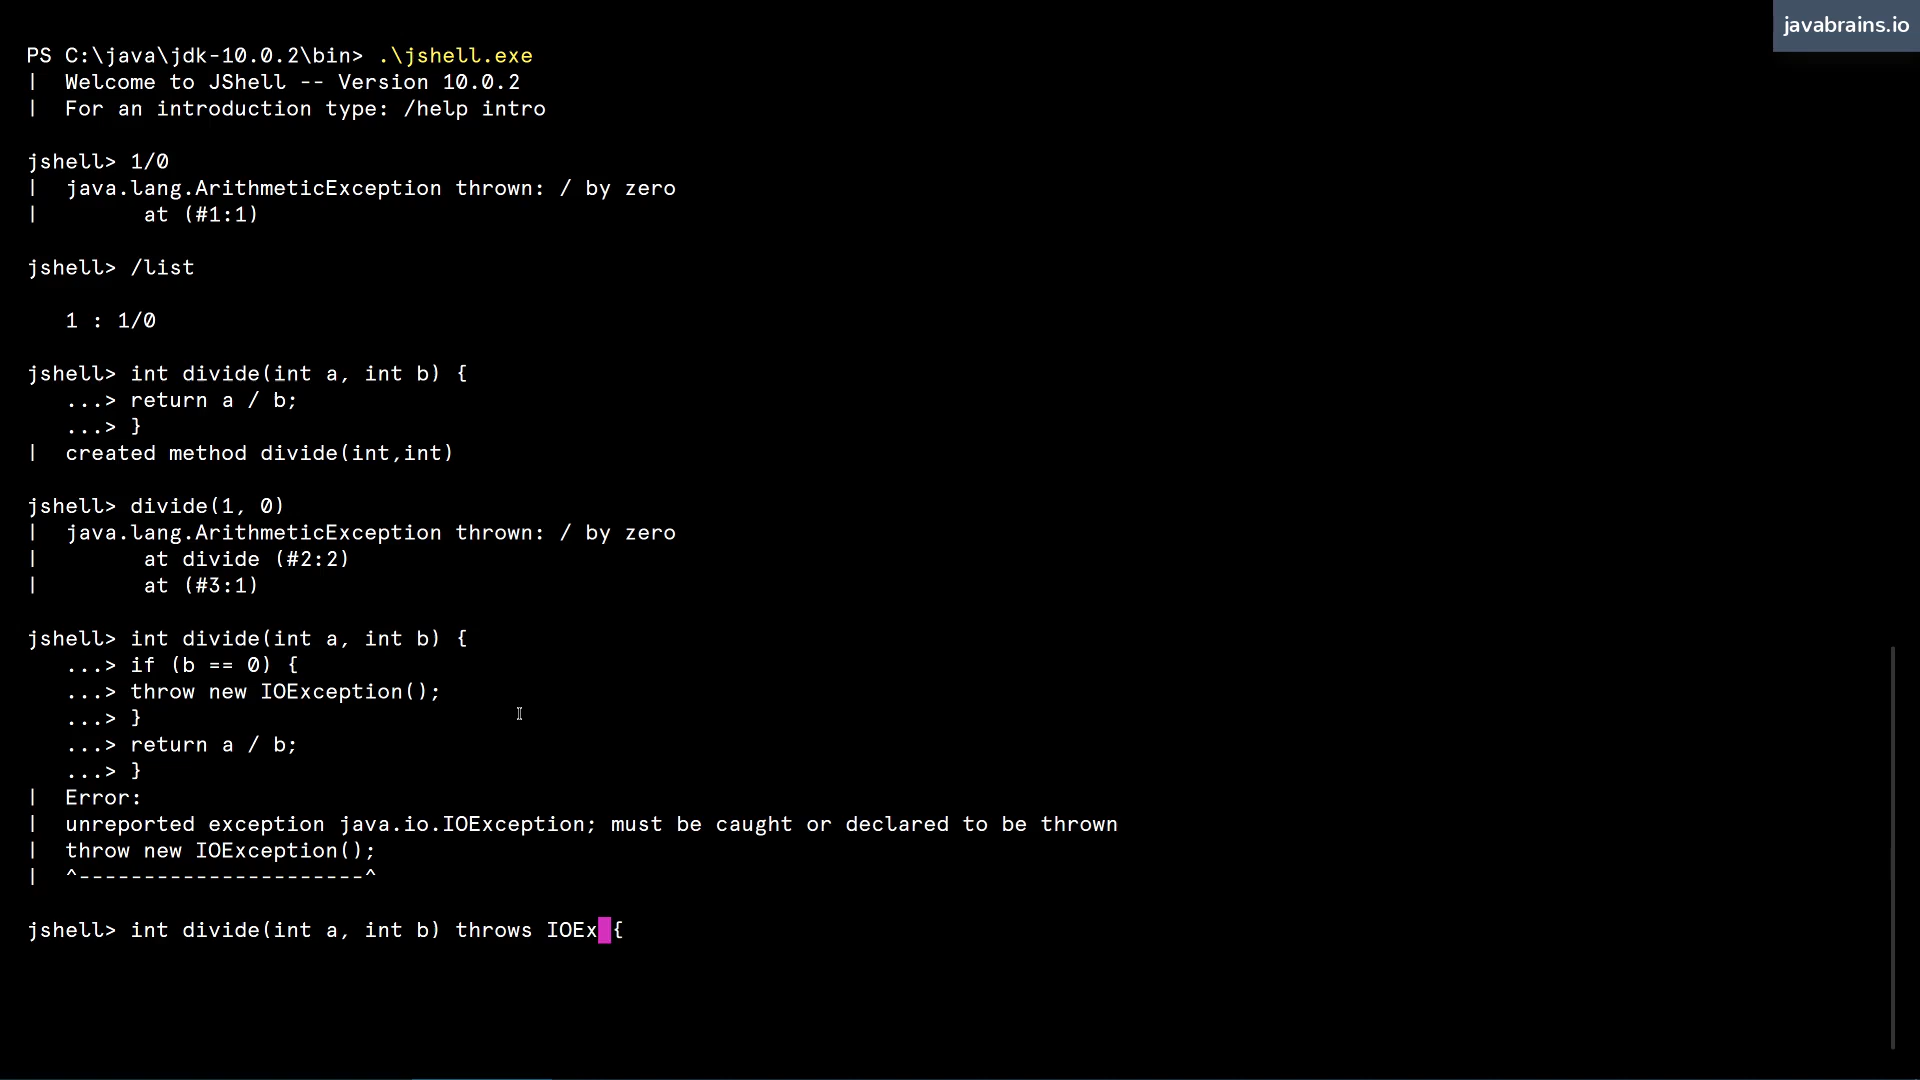 javabrains.io
PS C:\java\jdk-10.0.2\bin> .\jshell.exe
|  Welcome to JShell -- Version 10.0.2
|  For an introduction type: /help intro
jshell> 1/0
|  java.lang.ArithmeticException thrown: / by zero
|        at (#1:1)
jshell> /list
   1 : 1/0
jshell> int divide(int a, int b) {
   ...> return a / b;
   ...> }
|  created method divide(int,int)
jshell> divide(1, 0)
|  java.lang.ArithmeticException thrown: / by zero
|        at divide (#2:2)
|        at (#3:1)
jshell> int divide(int a, int b) {
   ...> if (b == 0) {
   ...> throw new IOException();
   ...> }
   ...> return a / b;
   ...> }
|  Error:
|  unreported exception java.io.IOException; must be caught or declared to be thrown
|  throw new IOException();
|  ^----------------------^
jshell> int divide(int a, int b) throws IOEx {